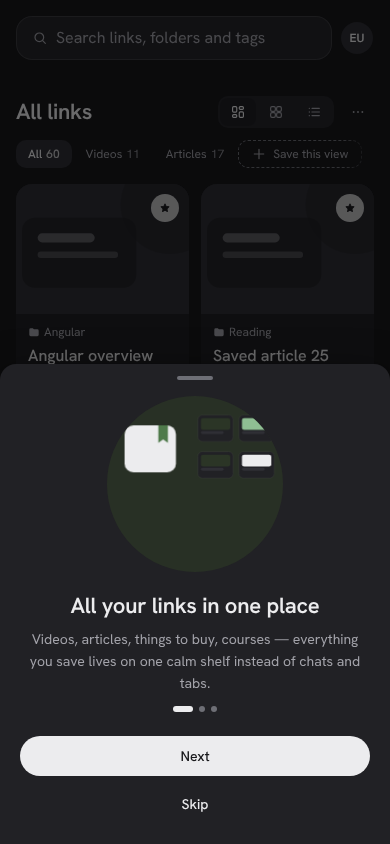 Search links, folders and tags
EU
All links
All 60
Videos 11
Articles 17
Save this view
Angular
Reading
Angular overview
Saved article 25
All your links in one place
Videos, articles, things to buy, courses — everything
you save lives on one calm shelf instead of chats and
tabs.
Next
Skip